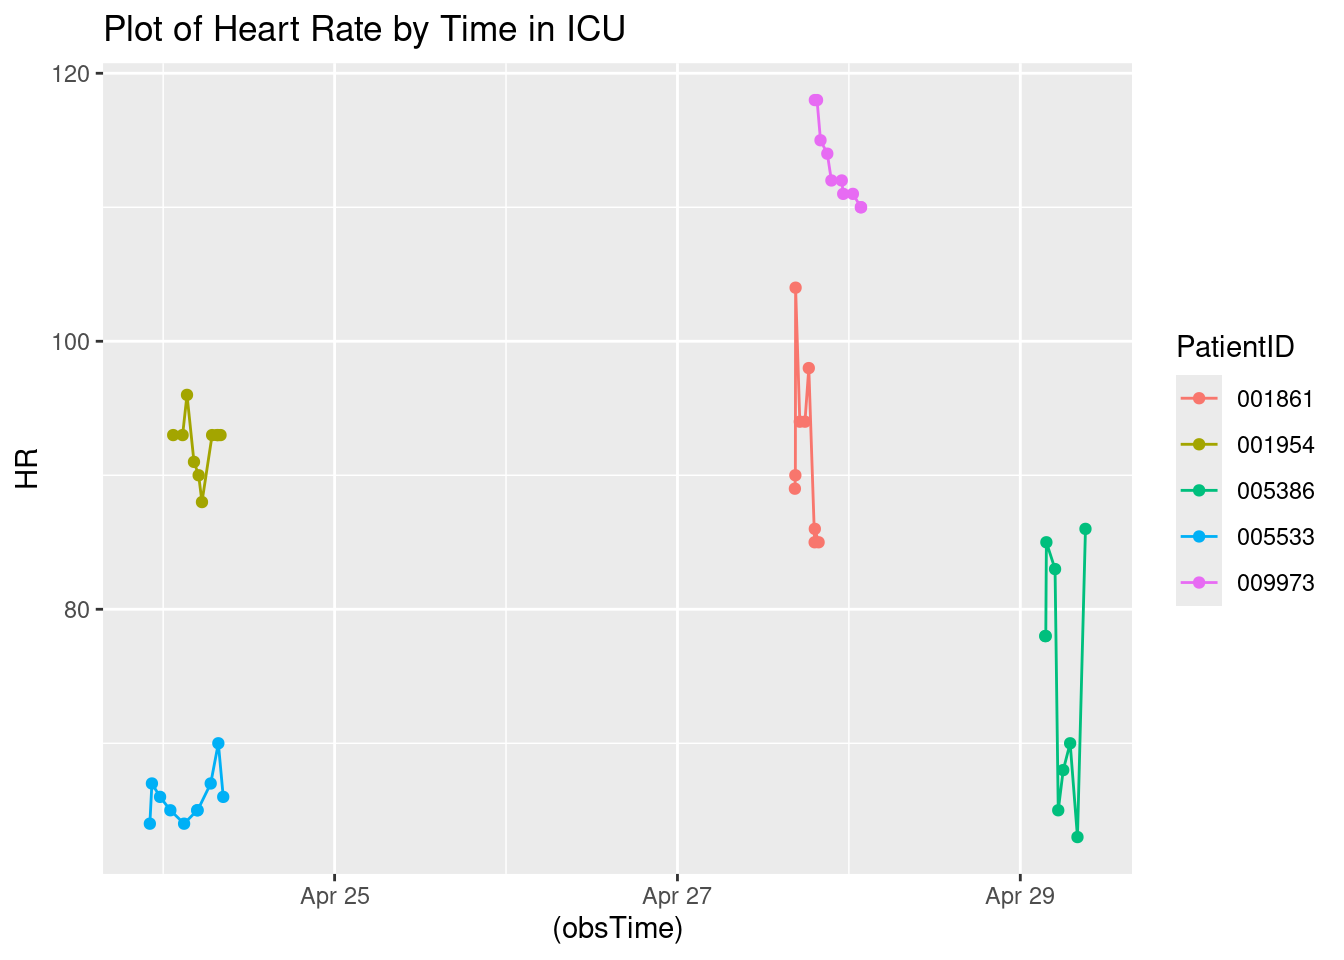 Plot of Heart Rate by Time in ICU
120
100
80
HR
Apr 25
Apr 27
Apr 29
(obsTime)
PatientID
001861
001954
005386
005533
009973